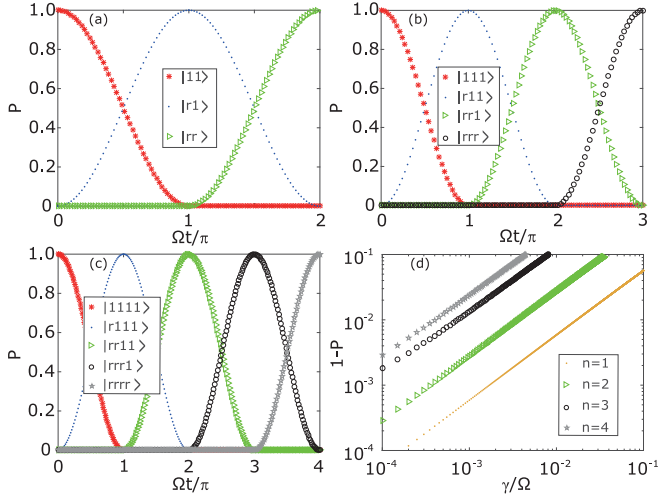 (a)
P
1.0
0.8
0.6
0.4
0.2
0
|11⟩
|r1⟩
|rr⟩
0
1
2
Ωt/π
(b)
P
1.0
0.8
0.6
0.4
0.2
0
|111⟩
|r11⟩
|rr1⟩
|rrr⟩
0
1
2
3
Ωt/π
(c)
P
1.0
0.8
0.6
0.4
0.2
0
|1111⟩
|r111⟩
|rr11⟩
|rrr1⟩
|rrrr⟩
0
1
2
3
4
Ωt/π
(d)
1-P
10⁻¹
10⁻²
10⁻³
10⁻⁴
n=1
n=2
n=3
n=4
10⁻⁴
10⁻³
10⁻²
10⁻¹
γ/Ω